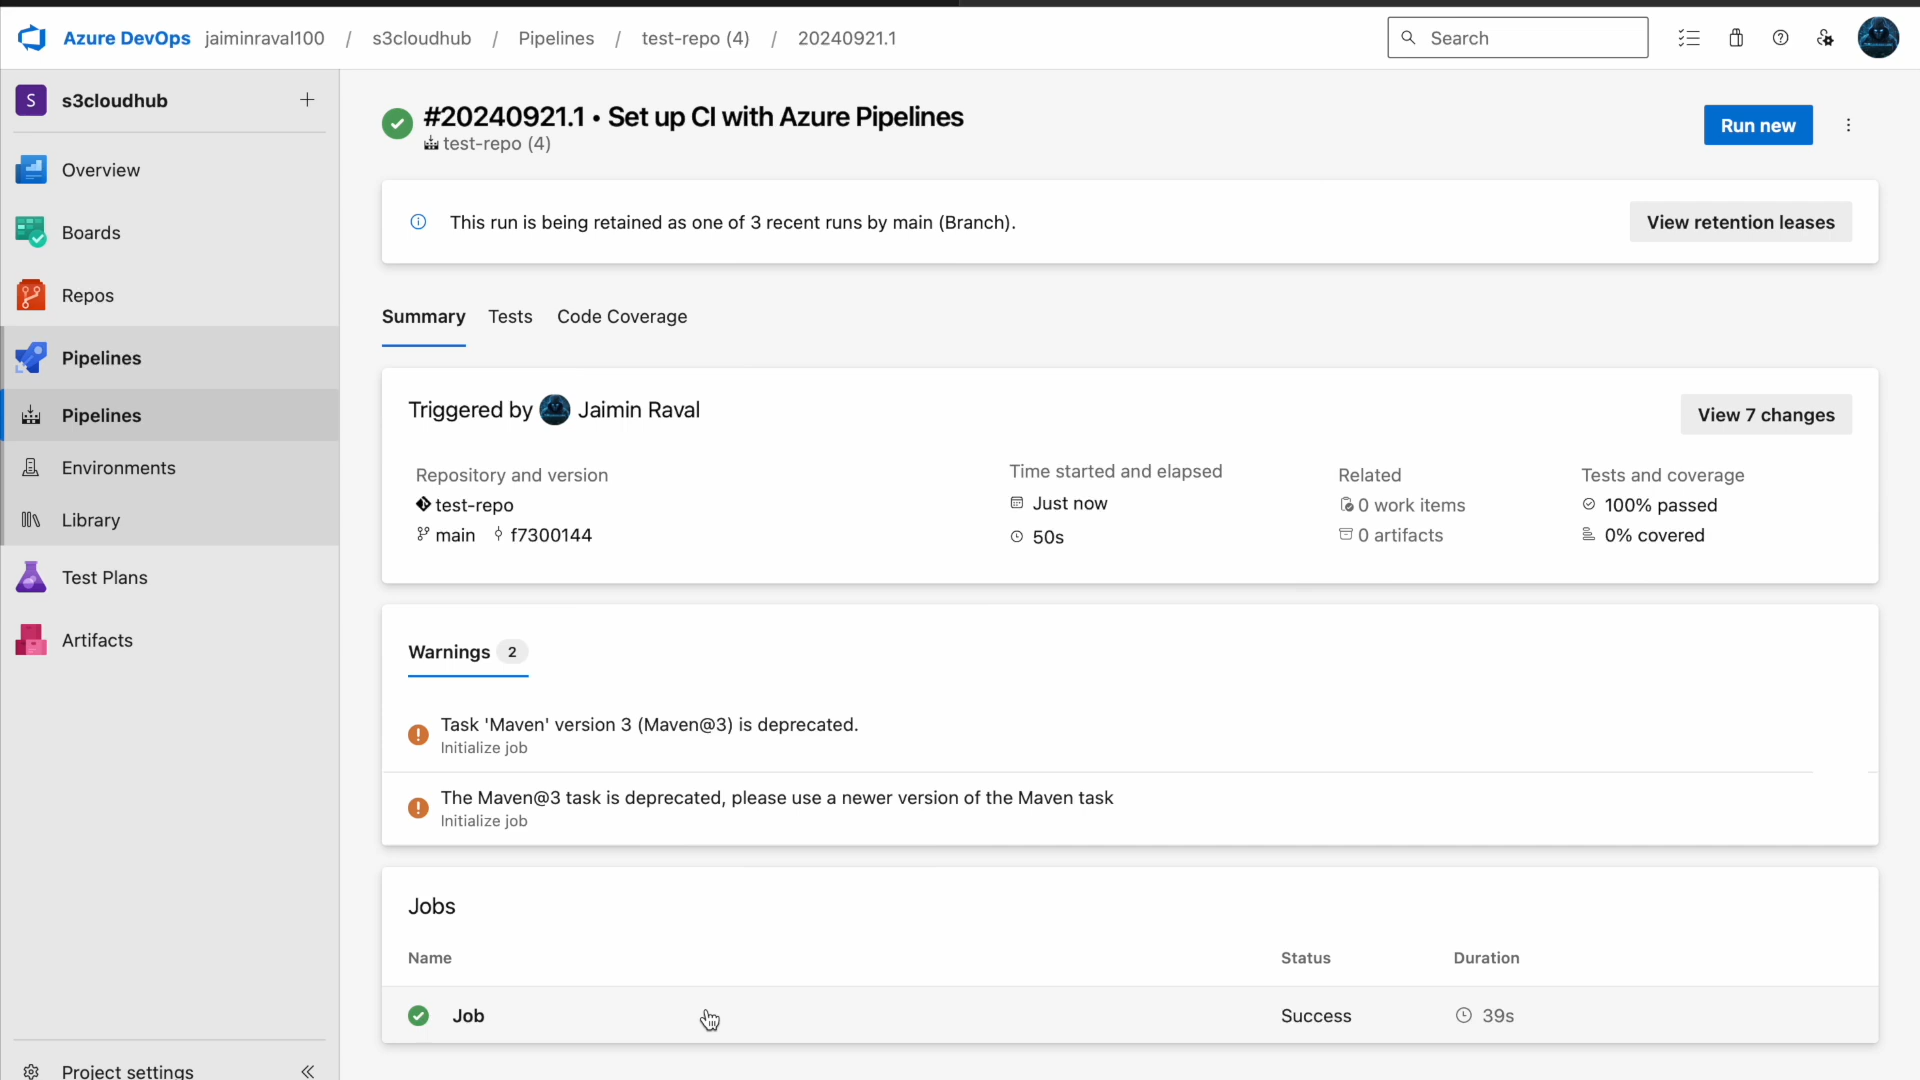 Azure DevOps jaiminraval100 / s3cloudhub / Pipelines / test-repo (4) / 20240921.1
Search
S s3cloudhub
Overview
Boards
Repos
Pipelines
Pipelines
Environments
Library
Test Plans
Artifacts
Project settings
#20240921.1 • Set up CI with Azure Pipelines
test-repo (4)
Run new
This run is being retained as one of 3 recent runs by main (Branch).
View retention leases
Summary Tests Code Coverage
Triggered by Jaimin Raval
View 7 changes
Repository and version
test-repo
main f7300144
Time started and elapsed
Just now
50s
Related
0 work items
0 artifacts
Tests and coverage
100% passed
0% covered
Warnings 2
Task 'Maven' version 3 (Maven@3) is deprecated.
Initialize job
The Maven@3 task is deprecated, please use a newer version of the Maven task
Initialize job
Jobs
Name Status Duration
Job Success 39s